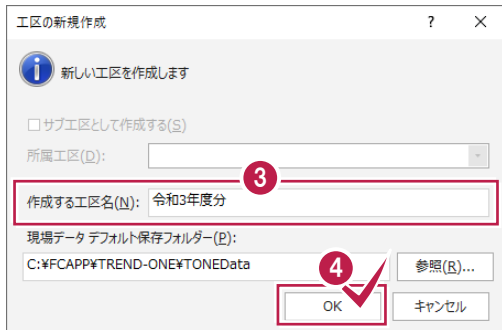 工区の新規作成 ? ×
新しい工区を作成します
サブ工区として作成する(S)
所属工区(D):
3
作成する工区名(N): 令和3年度分
現場データ デフォルト保存フォルダー(P):
C:¥FCAPP¥TREND-ONE¥TONEData 参照(R)...
4
OK キャンセル